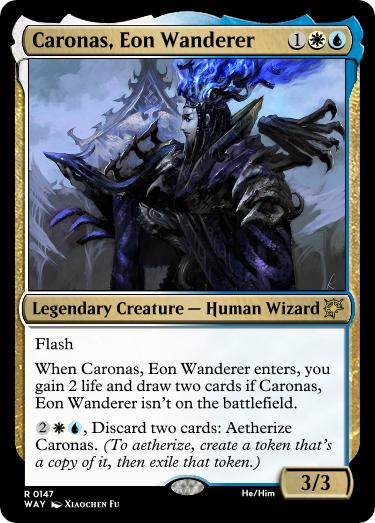 Caronas, Eon Wanderer 1
Legendary Creature — Human Wizard
Flash
When Caronas, Eon Wanderer enters, you
gain 2 life and draw two cards if Caronas,
Eon Wanderer isn't on the battlefield.
2, Discard two cards: Aetherize
Caronas. (To aetherize, create a token that's
a copy of it, then exile that token.)
3/3
R 0147
WAY Xiaochen Fu
He/Him